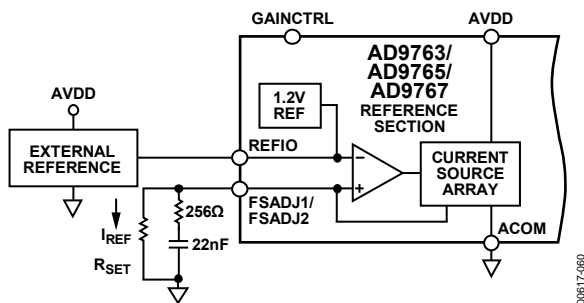 GAINCTRL
AVDD
AD9763/
AD9765/
AD9767
REFERENCE
SECTION
1.2V
REF
AVDD
EXTERNAL
REFERENCE
REFIO
–
+
CURRENT
SOURCE
ARRAY
FSADJ1/
FSADJ2
256Ω
22nF
IREF
RSET
ACOM
00617-060